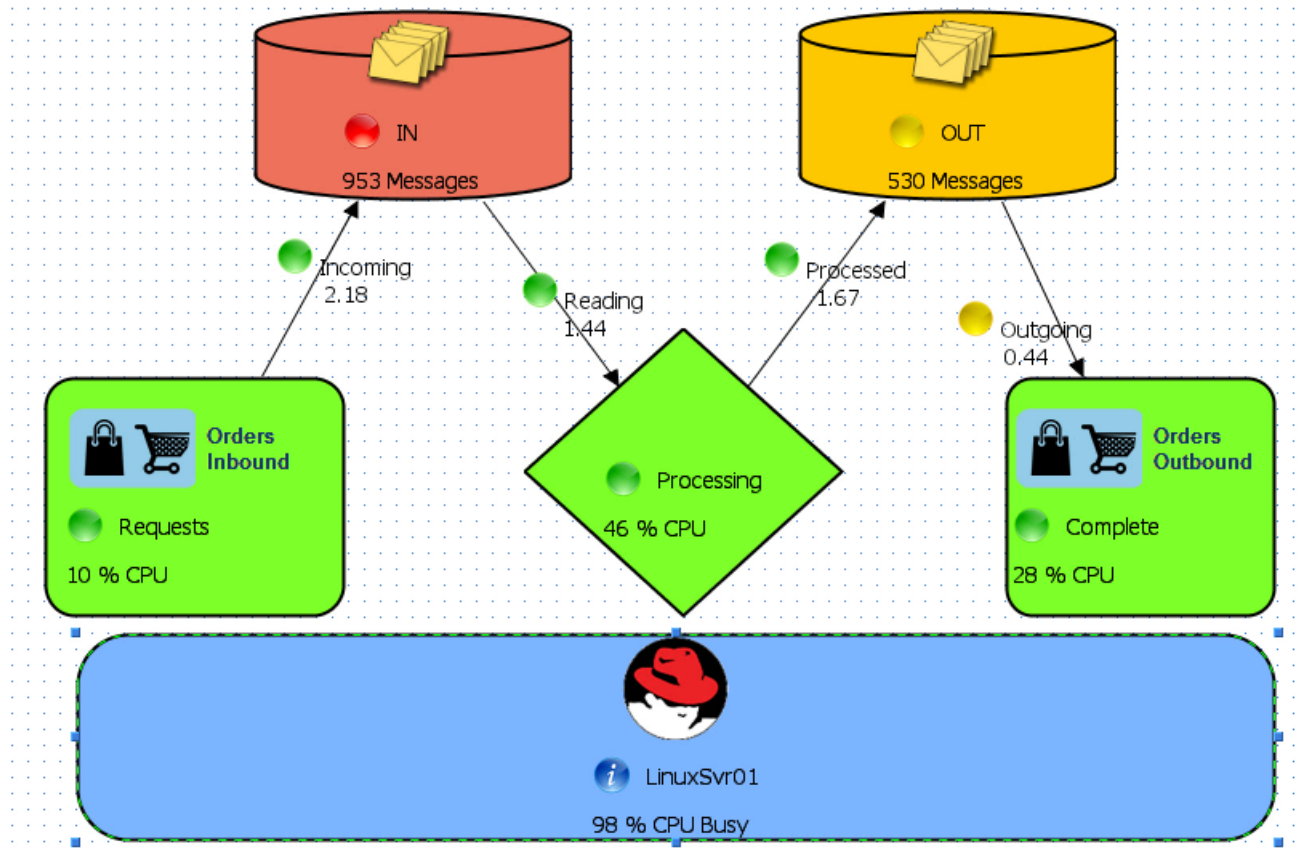 IN
953 Messages
OUT
530 Messages
Incoming
2.18
Reading
1.44
Processed
1.67
Outgoing
0.44
Orders
Inbound
Requests
10 % CPU
Processing
46 % CPU
Orders
Outbound
Complete
28 % CPU
i
LinuxSvr01
98 % CPU Busy